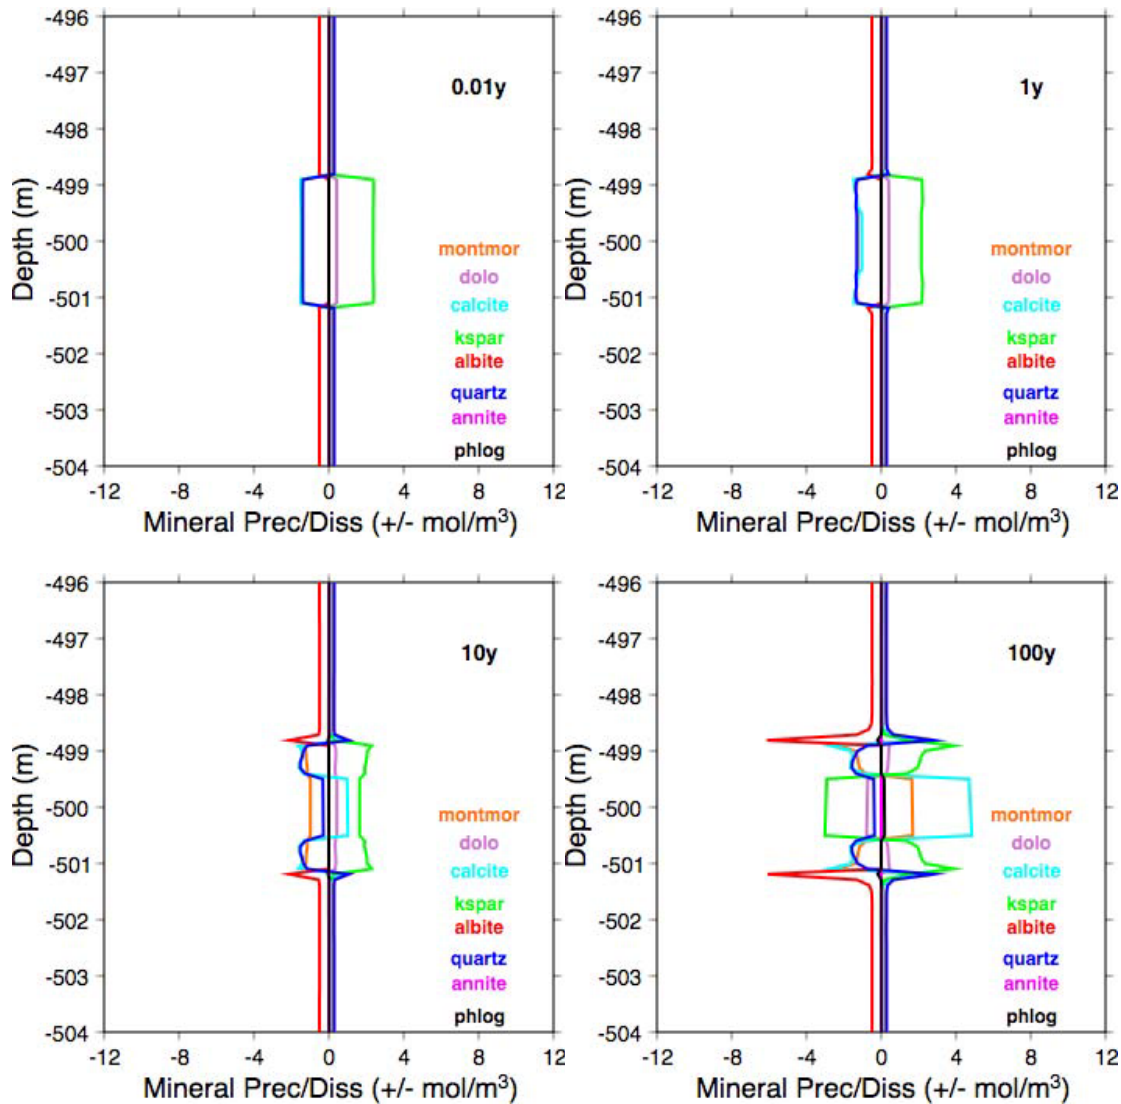 -496
-497
0.01y
-498
-499
Depth (m)
-500
montmor
dolo
-501
calcite
kspar
-502
albite
quartz
-503
annite
phlog
-504
-12 -8 -4 0 4 8 12
Mineral Prec/Diss (+/- mol/m³)
-496
-497
1y
-498
-499
Depth (m)
-500
montmor
dolo
-501
calcite
kspar
-502
albite
quartz
-503
annite
phlog
-504
-12 -8 -4 0 4 8 12
Mineral Prec/Diss (+/- mol/m³)
-496
-497
10y
-498
-499
Depth (m)
-500
montmor
dolo
-501
calcite
kspar
-502
albite
quartz
-503
annite
phlog
-504
-12 -8 -4 0 4 8 12
Mineral Prec/Diss (+/- mol/m³)
-496
-497
100y
-498
-499
Depth (m)
-500
montmor
dolo
-501
calcite
kspar
-502
albite
quartz
-503
annite
phlog
-504
-12 -8 -4 0 4 8 12
Mineral Prec/Diss (+/- mol/m³)